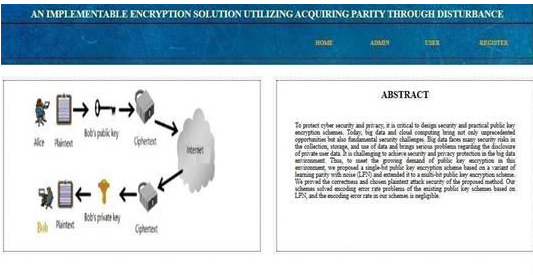 AN IMPLEMENTABLE ENCRYPTION SOLUTION UTILIZING ACQUIRING PARITY THROUGH DISTURBANCE
HOME ADMIN USER REGISTER
Alice Plaintext Bob's public key Ciphertext
Internet
Bob Plaintext Bob's private key Ciphertext
ABSTRACT
To protect cyber security and privacy, it is critical to design security and practical public key
encryption schemes. Today, big data and cloud computing bring not only unprecedented
opportunities but also fundamental security challenges. Big data faces many security risks in
the collection, storage, and use of data and brings serious problems regarding the disclosure
of private user data. It is challenging to achieve security and privacy protection in the big data
environment. Thus, to meet the growing demand of public key encryption in this
environment, we proposed a single-bit public key encryption scheme based on a variant of
learning parity with noise (LPN) and extended it to a multi-bit public key encryption scheme.
We proved the correctness and chosen plaintext attack security of the proposed method. Our
schemes solved encoding error rate problems of the existing public key schemes based on
LPN, and the encoding error rate in our schemes is negligible.